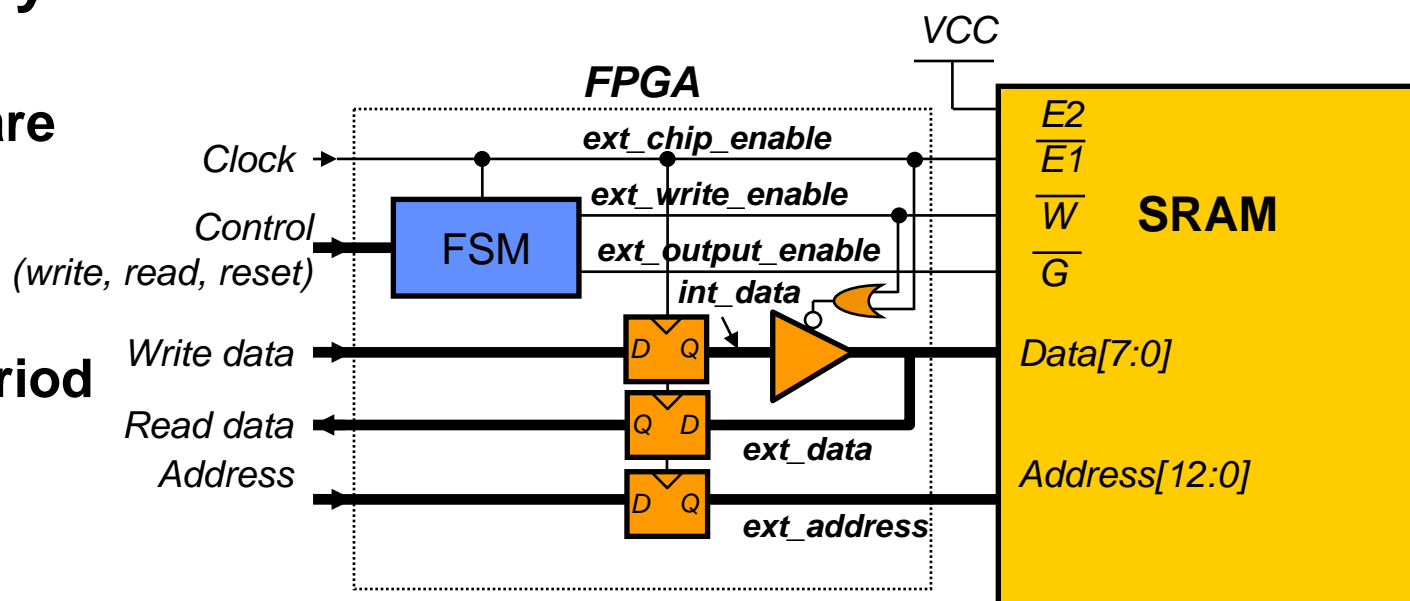 y
VCC
FPGA
are
E2
ext_chip_enable
Clock
E1
ext_write_enable
W
SRAM
Control
FSM
ext_output_enable
(write, read, reset)
G
int_data
Write data
D Q
Data[7:0]
riod
Read data
Q D
ext_data
Address
Address[12:0]
D Q
ext_address